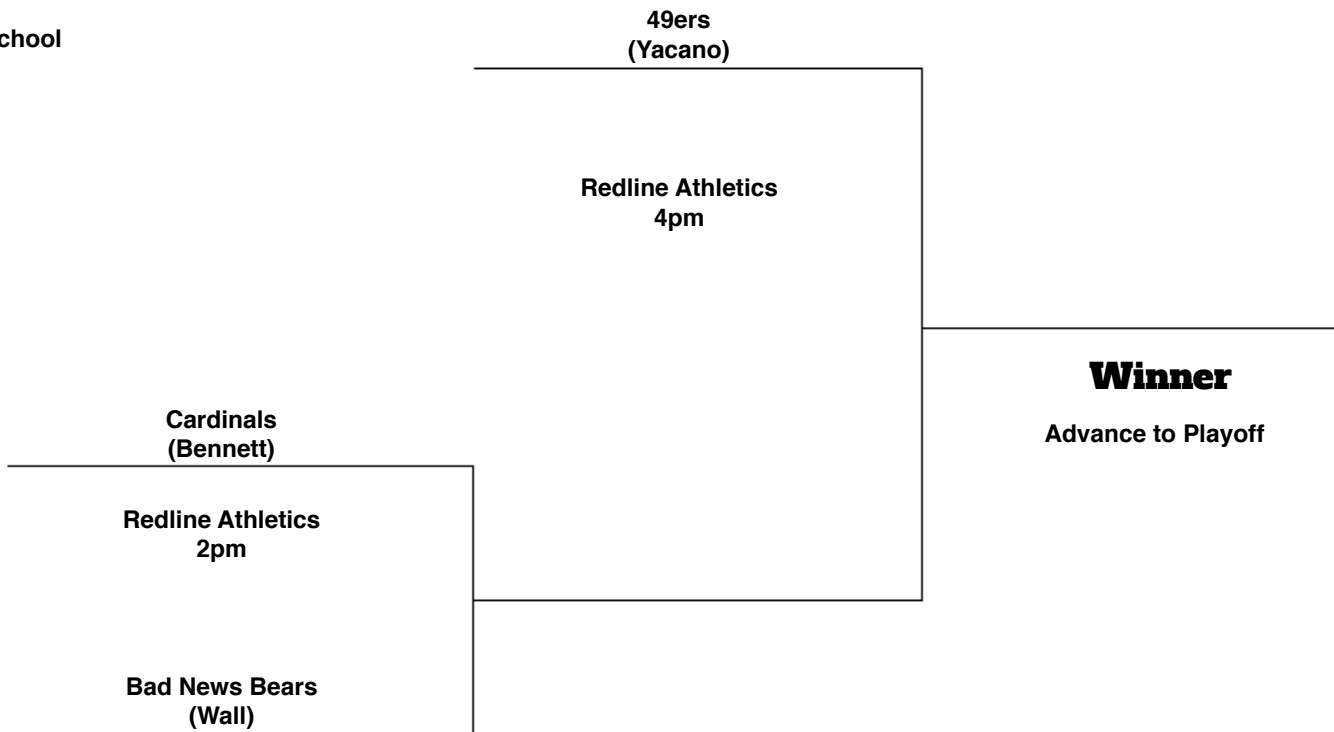 chool
49ers
(Yacano)
Redline Athletics
4pm
Winner
Advance to Playoff
Cardinals
(Bennett)
Redline Athletics
2pm
Bad News Bears
(Wall)